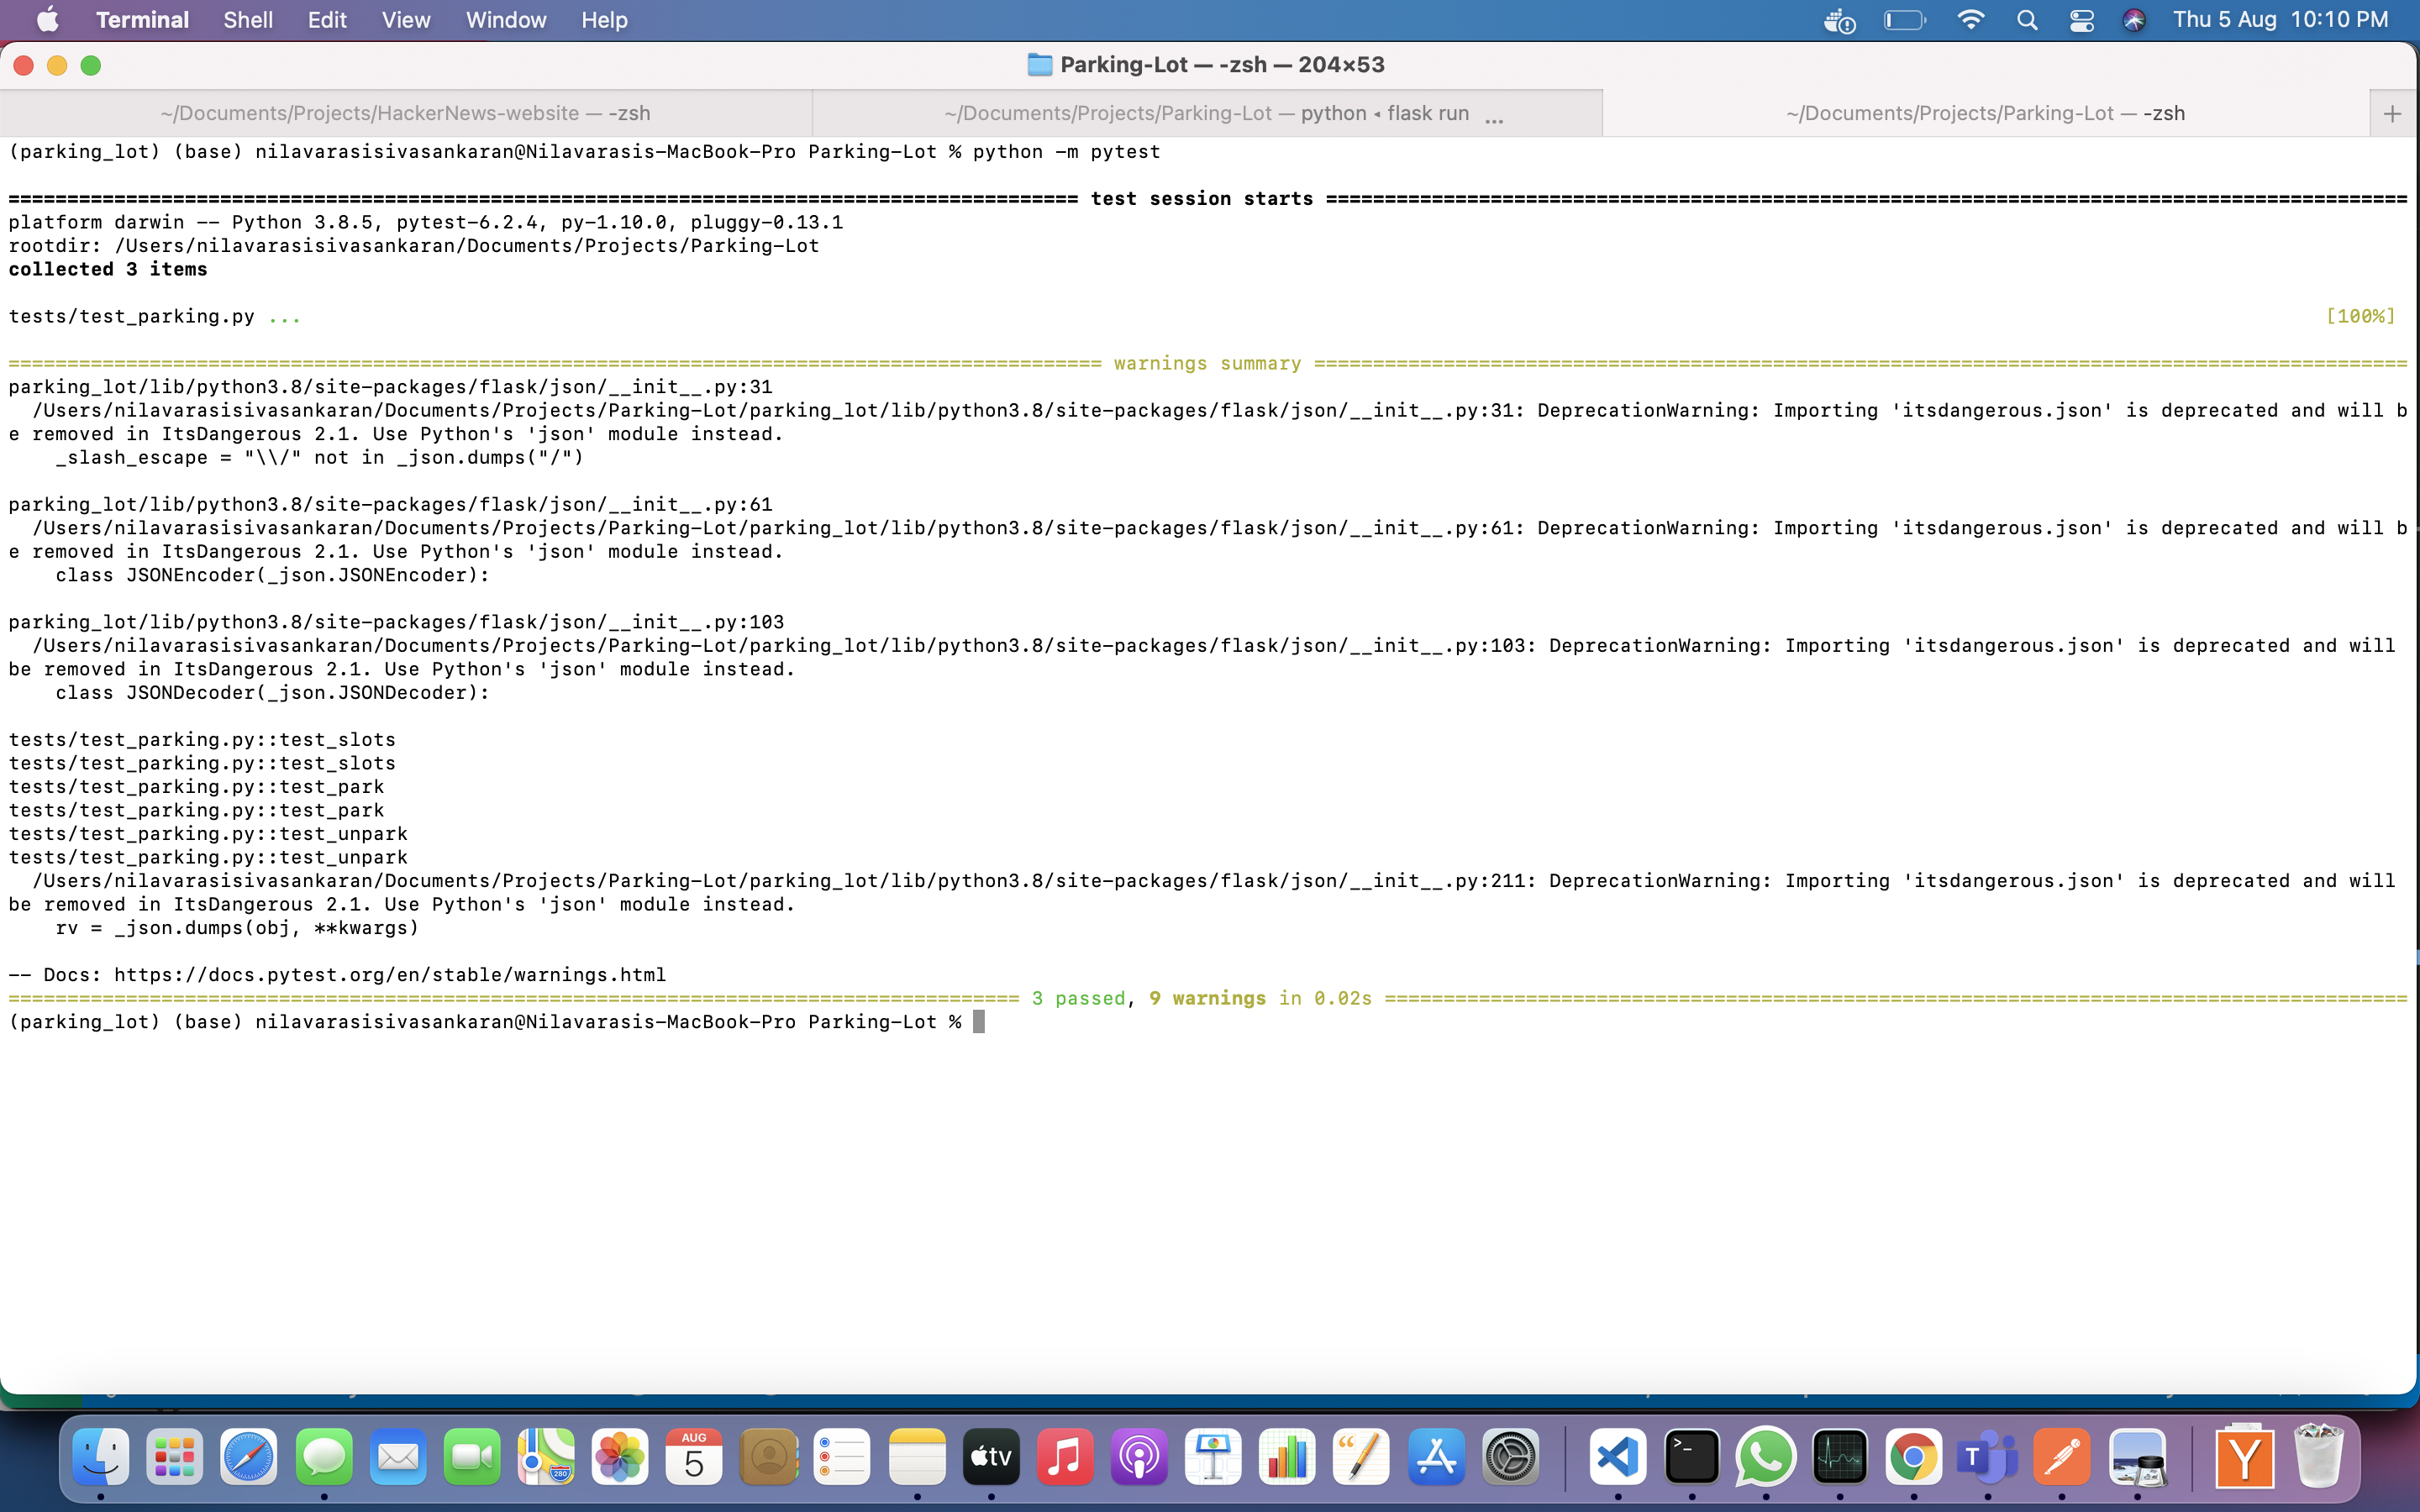 Terminal Shell Edit View Window Help Thu 5 Aug 10:10 PM
Parking-Lot — -zsh — 204×53
~/Documents/Projects/HackerNews-website — -zsh ~/Documents/Projects/Parking-Lot — python ◂ flask run ... ~/Documents/Projects/Parking-Lot — -zsh +
(parking_lot) (base) nilavarasisivasankaran@Nilavarasis-MacBook-Pro Parking-Lot % python -m pytest
test session starts
platform darwin -- Python 3.8.5, pytest-6.2.4, py-1.10.0, pluggy-0.13.1
rootdir: /Users/nilavarasisivasankaran/Documents/Projects/Parking-Lot
collected 3 items
tests/test_parking.py ... [100%]
warnings summary
parking_lot/lib/python3.8/site-packages/flask/json/__init__.py:31
/Users/nilavarasisivasankaran/Documents/Projects/Parking-Lot/parking_lot/lib/python3.8/site-packages/flask/json/__init__.py:31: DeprecationWarning: Importing 'itsdangerous.json' is deprecated and will b
e removed in ItsDangerous 2.1. Use Python's 'json' module instead.
_slash_escape = "\\/" not in _json.dumps("/")
parking_lot/lib/python3.8/site-packages/flask/json/__init__.py:61
/Users/nilavarasisivasankaran/Documents/Projects/Parking-Lot/parking_lot/lib/python3.8/site-packages/flask/json/__init__.py:61: DeprecationWarning: Importing 'itsdangerous.json' is deprecated and will b
e removed in ItsDangerous 2.1. Use Python's 'json' module instead.
class JSONEncoder(_json.JSONEncoder):
parking_lot/lib/python3.8/site-packages/flask/json/__init__.py:103
/Users/nilavarasisivasankaran/Documents/Projects/Parking-Lot/parking_lot/lib/python3.8/site-packages/flask/json/__init__.py:103: DeprecationWarning: Importing 'itsdangerous.json' is deprecated and will
be removed in ItsDangerous 2.1. Use Python's 'json' module instead.
class JSONDecoder(_json.JSONDecoder):
tests/test_parking.py::test_slots
tests/test_parking.py::test_slots
tests/test_parking.py::test_park
tests/test_parking.py::test_park
tests/test_parking.py::test_unpark
tests/test_parking.py::test_unpark
/Users/nilavarasisivasankaran/Documents/Projects/Parking-Lot/parking_lot/lib/python3.8/site-packages/flask/json/__init__.py:211: DeprecationWarning: Importing 'itsdangerous.json' is deprecated and will
be removed in ItsDangerous 2.1. Use Python's 'json' module instead.
rv = _json.dumps(obj, **kwargs)
-- Docs: https://docs.pytest.org/en/stable/warnings.html
3 passed, 9 warnings in 0.02s
(parking_lot) (base) nilavarasisivasankaran@Nilavarasis-MacBook-Pro Parking-Lot %
280 AUG 5 tv >_ T Y